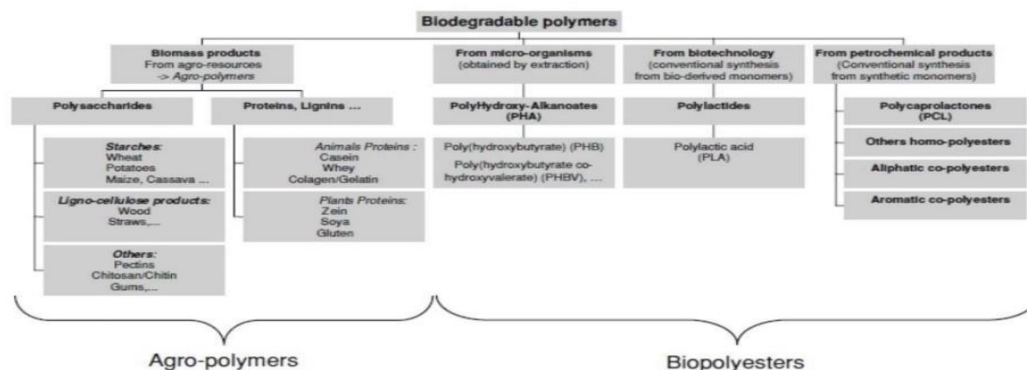 Biodegradable polymers
Biomass products
From agro-resources
-> Agro-polymers
From micro-organisms
(obtained by extraction)
From biotechnology
(conventional synthesis
from bio-derived monomers)
From petrochemical products
(Conventional synthesis
from synthetic monomers)
Polysaccharides
Proteins, Lignins ...
PolyHydroxy-Alkanoates
(PHA)
Polylactides
Polycaprolactones
(PCL)
Starches:
Wheat
Potatoes
Maize, Cassava ...
Ligno-cellulose products:
Wood
Straws,...
Others:
Pectins
Chitosan/Chitin
Gums,...
Animals Proteins :
Casein
Whey
Colagen/Gelatin
Plants Proteins:
Zein
Soya
Gluten
Poly(hydroxybutyrate) (PHB)
Poly(hydroxybutyrate co-
hydroxyvalerate) (PHBV), ...
Polylactic acid
(PLA)
Others homo-polyesters
Aliphatic co-polyesters
Aromatic co-polyesters
Agro-polymers
Biopolyesters